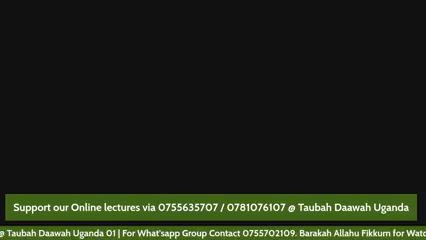 Support our Online lectures via 0755635707 / 0781076107 @ Taubah Daawah Uganda
@ Taubah Daawah Uganda 01 | For What'sapp Group Contact 0755702109. Barakah Allahu Fikkum for Watc